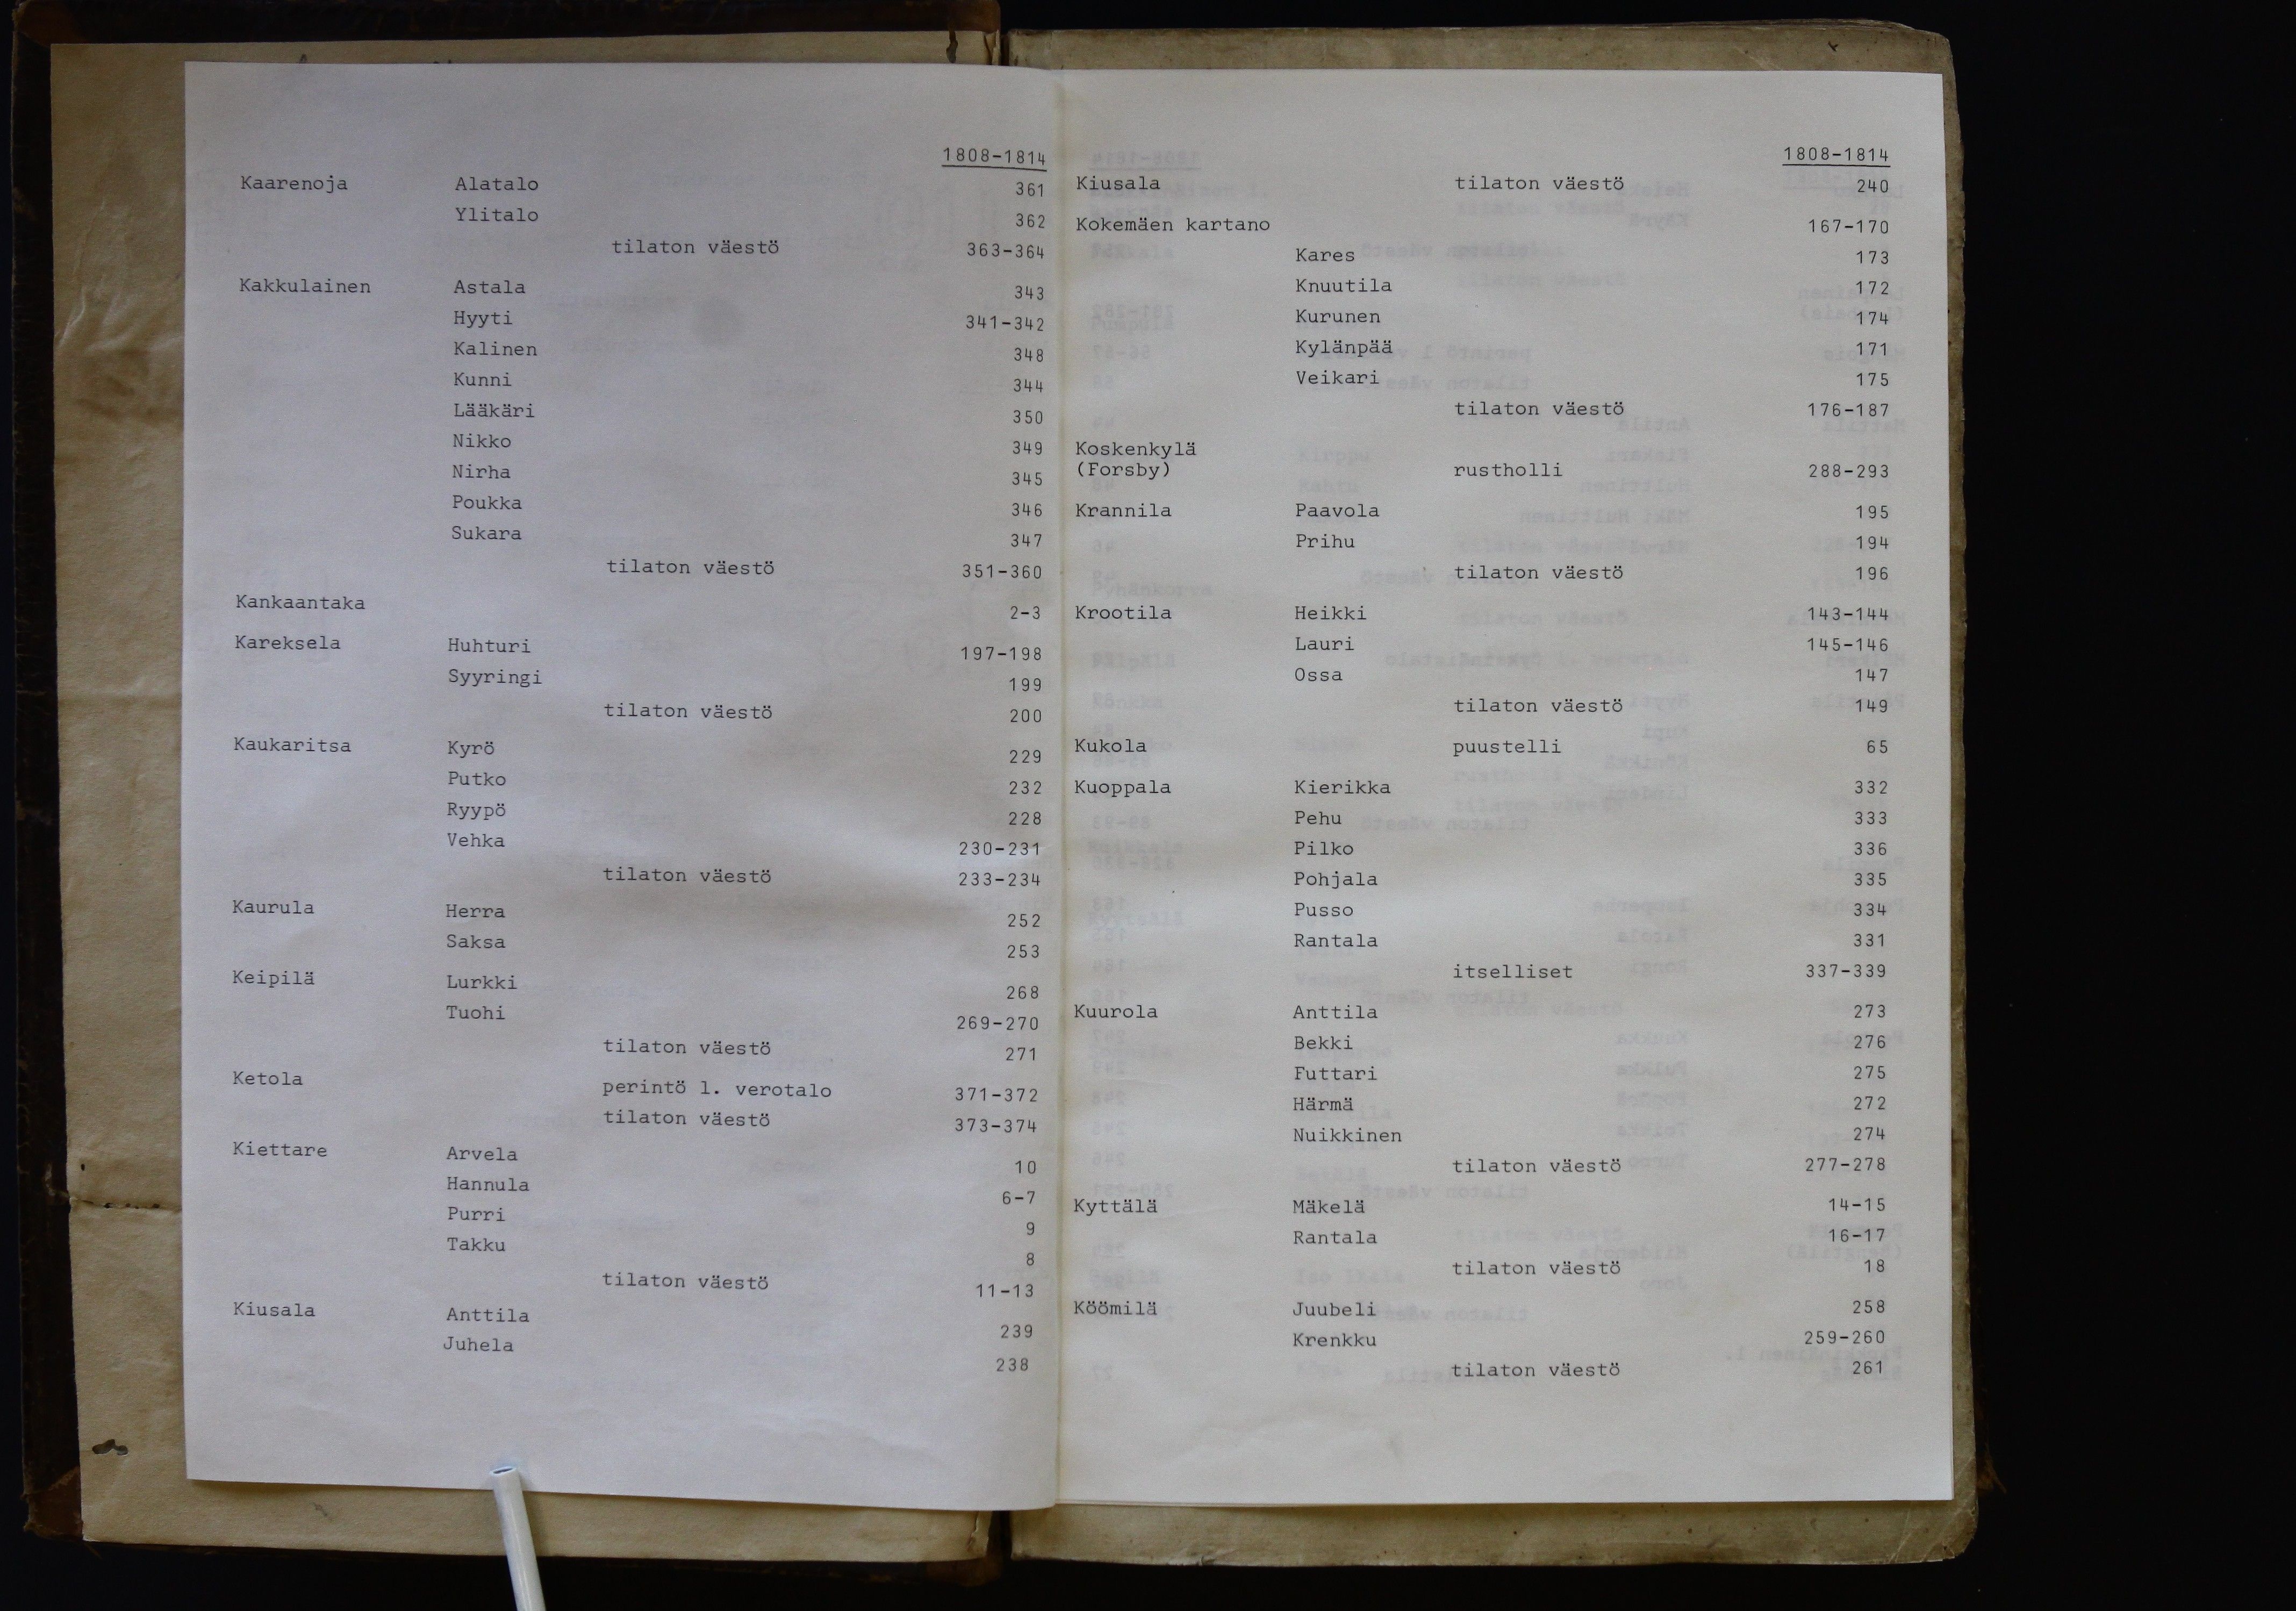 1808-1814
Kaarenoja Alatalo 361
Ylitalo 362
tilaton väestö 363-364
Kakkulainen Astala 343
Hyyti 341-342
Kalinen 348
Kunni 344
Lääkäri 350
Nikko 349
Nirha 345
Poukka 346
Sukara 347
tilaton väestö 351-360
Kankaantaka 2-3
Kareksela Huhturi 197-198
Syyringi 199
tilaton väestö 200
Kaukaritsa Kyrö 229
Putko 232
Ryypö 228
Vehka 230-231
tilaton väestö 233-234
Kaurula Herra 252
Saksa 253
Keipilä Lurkki 268
Tuohi 269-270
tilaton väestö 271
Ketola perintö l. verotalo 371-372
tilaton väestö 373-374
Kiettare Arvela 10
Hannula 6-7
Purri 9
Takku 8
tilaton väestö 11-13
Kiusala Anttila 239
Juhela 238
1808-1814
Kiusala tilaton väestö 240
Kokemäen kartano 167-170
Kares 173
Knuutila 172
Kurunen 174
Kylänpää 171
Veikari 175
tilaton väestö 176-187
Koskenkylä
(Forsby) rustholli 288-293
Krannila Paavola 195
Prihu 194
tilaton väestö 196
Krootila Heikki 143-144
Lauri 145-146
Ossa 147
tilaton väestö 149
Kukola puustelli 65
Kuoppala Kierikka 332
Pehu 333
Pilko 336
Pohjala 335
Pusso 334
Rantala 331
itselliset 337-339
Kuurola Anttila 273
Bekki 276
Futtari 275
Härmä 272
Nuikkinen 274
tilaton väestö 277-278
Kyttälä Mäkelä 14-15
Rantala 16-17
tilaton väestö 18
Köömilä Juubeli 258
Krenkku 259-260
tilaton väestö 261